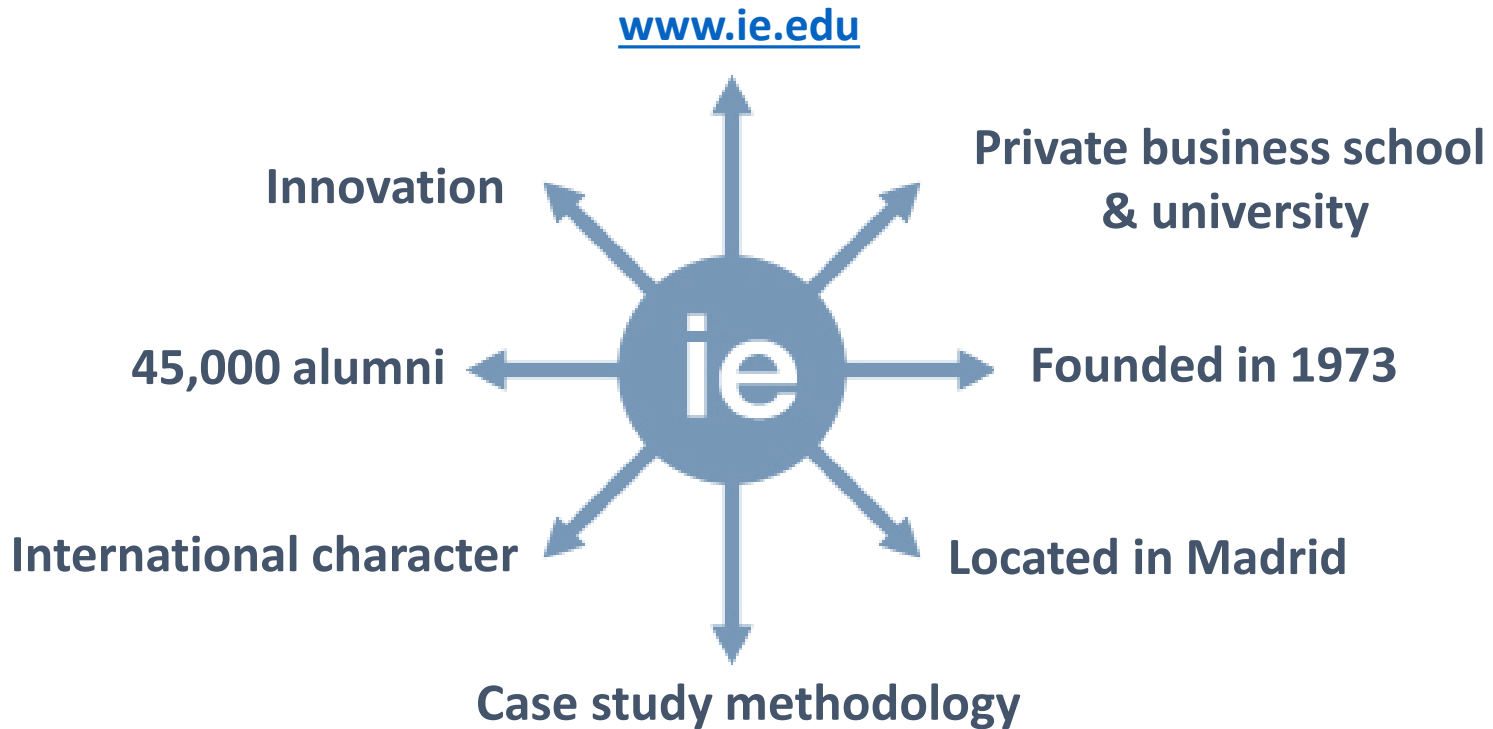 www.ie.edu
Private business school
& university
Innovation
45,000 alumni
ie
Founded in 1973
International character
Located in Madrid
Case study methodology